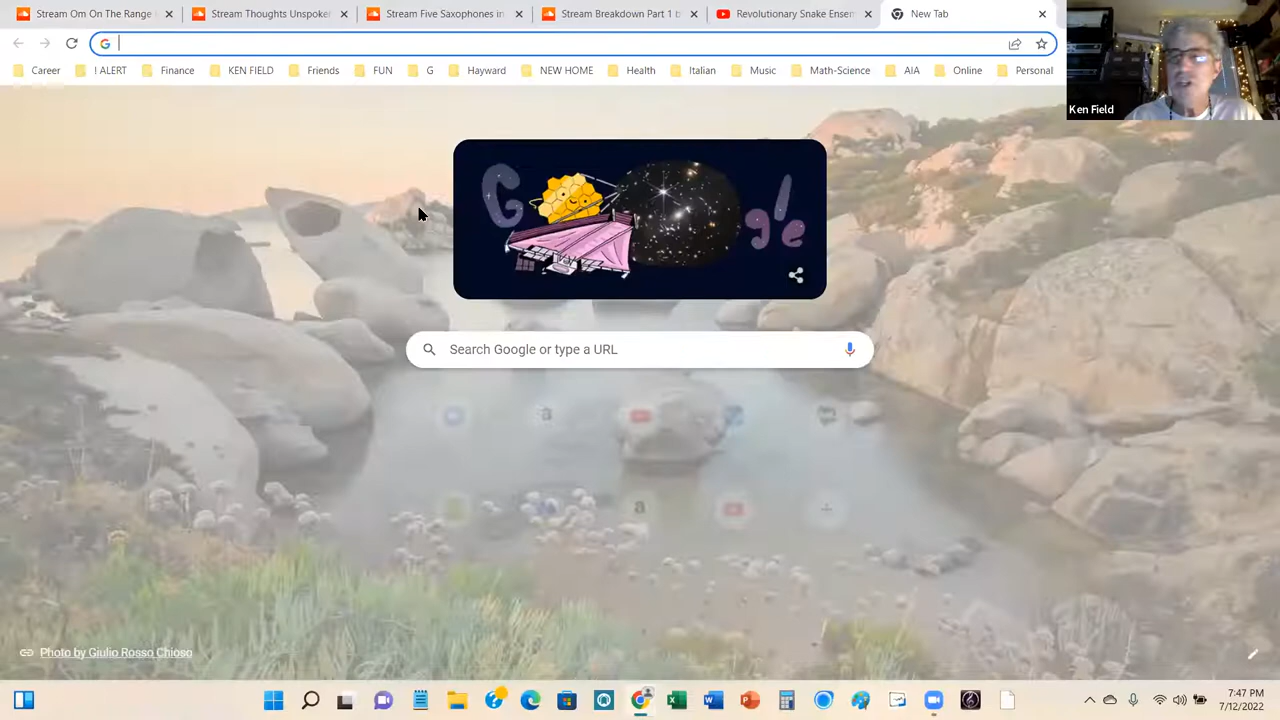 Stream Om On The Range
Stream Thoughts Unspoke
Stream Five Saxophones in
Stream Breakdown Part 1 b
Revolutionary Snake Ensen
New Tab
Career
! ALERT
Finance
KEN FIELD
Friends
G
Hayward
NEW HOME
Health
Italian
Music
Math-Science
AIA
Online
Personal
Ken Field
G
g
l
e
Search Google or type a URL
a
a
Photo by Giulio Rosso Chioso
7:47 PM
7/12/2022